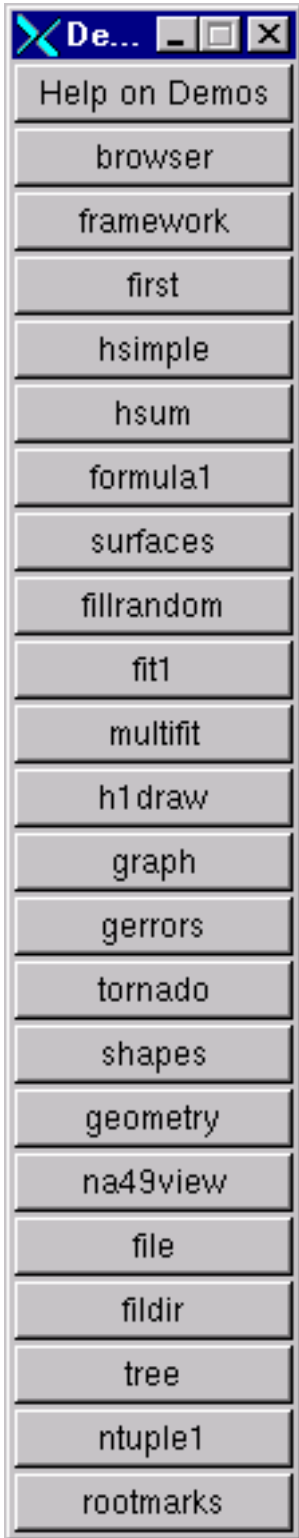 De...
Help on Demos
browser
framework
first
hsimple
hsum
formula1
surfaces
fillrandom
fit1
multifit
h1draw
graph
gerrors
tornado
shapes
geometry
na49view
file
fildir
tree
ntuple1
rootmarks